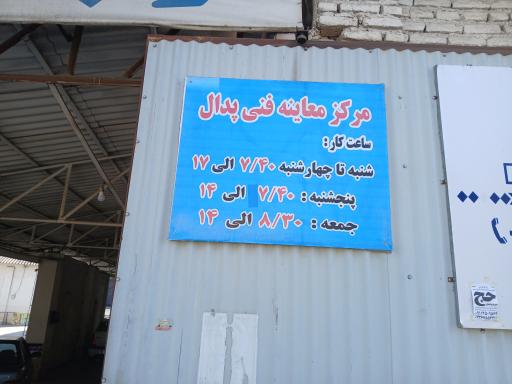 مرکز معاینه فنی پدال
ساعت کار :
شنبه تا چهارشنبه ۷/۴۰ الی ۱۷
پنجشنبه : ۷/۴۰ الی ۱۴
جمعه : ۸/۳۰ الی ۱۴
حج